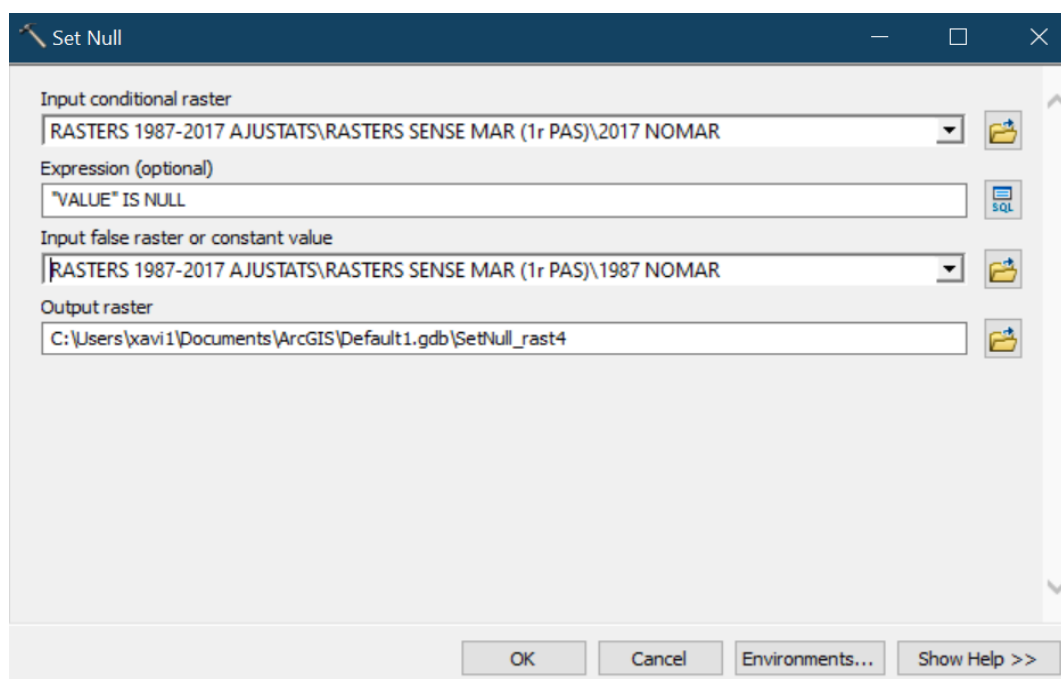 Set Null
Input conditional raster
RASTERS 1987-2017 AJUSTATS\RASTERS SENSE MAR (1r PAS)\2017 NOMAR
Expression (optional)
"VALUE" IS NULL
SQL
Input false raster or constant value
RASTERS 1987-2017 AJUSTATS\RASTERS SENSE MAR (1r PAS)\1987 NOMAR
Output raster
C:\Users\xavi1\Documents\ArcGIS\Default1.gdb\SetNull_rast4
OK Cancel Environments... Show Help >>